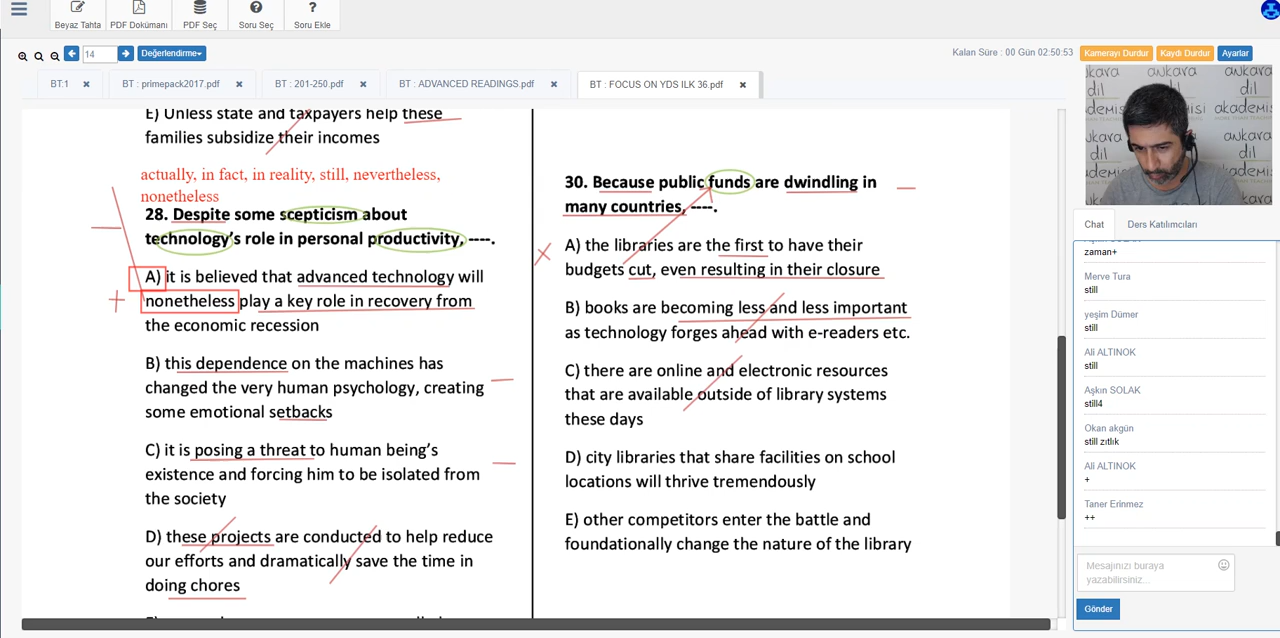 Beyaz Tahta
PDF Dokümanı
PDF Seç
Soru Seç
Soru Ekle
14
Değerlendirme
Kalan Süre : 00 Gün 02:50:53
Kamerayı Durdur
Kaydı Durdur
Ayarlar
BT.1
BT : primepack2017.pdf
BT : 201-250.pdf
BT : ADVANCED READINGS.pdf
BT : FOCUS ON YDS ILK 36.pdf
E) Unless state and taxpayers help these
families subsidize their incomes
actually, in fact, in reality, still, nevertheless,
nonetheless
28. Despite some scepticism about
technology's role in personal productivity, ----.
A) it is believed that advanced technology will
nonetheless play a key role in recovery from
the economic recession
B) this dependence on the machines has
changed the very human psychology, creating
some emotional setbacks
C) it is posing a threat to human being's
existence and forcing him to be isolated from
the society
D) these projects are conducted to help reduce
our efforts and dramatically save the time in
doing chores
30. Because public funds are dwindling in
many countries, ----.
A) the libraries are the first to have their
budgets cut, even resulting in their closure
B) books are becoming less and less important
as technology forges ahead with e-readers etc.
C) there are online and electronic resources
that are available outside of library systems
these days
D) city libraries that share facilities on school
locations will thrive tremendously
E) other competitors enter the battle and
foundationally change the nature of the library
ankara
dil
akademisi
Chat
Ders Katılımcıları
zaman+
Merve Tura
still
yeşim Dümer
still
Ali ALTINOK
still
Aşkın SOLAK
still4
Okan akgün
still zıtlık
Ali ALTINOK
+
Taner Erinmez
++
Mesajınızı buraya
yazabilirsiniz...
Gönder